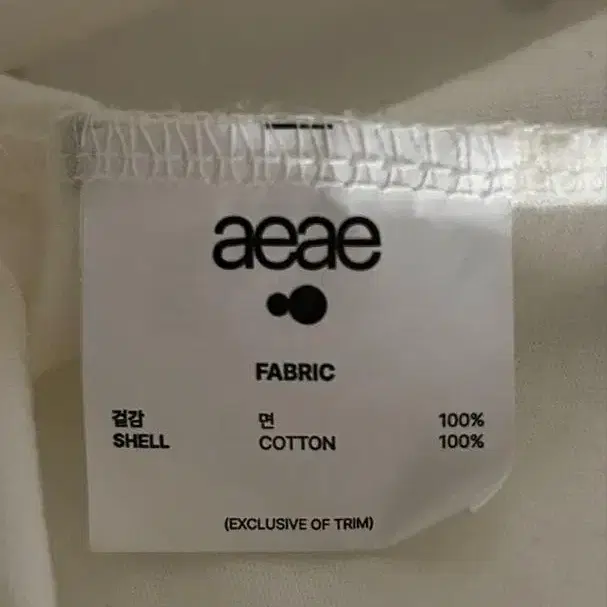 aeae
FABRIC
겉감 면 100%
SHELL COTTON 100%
(EXCLUSIVE OF TRIM)